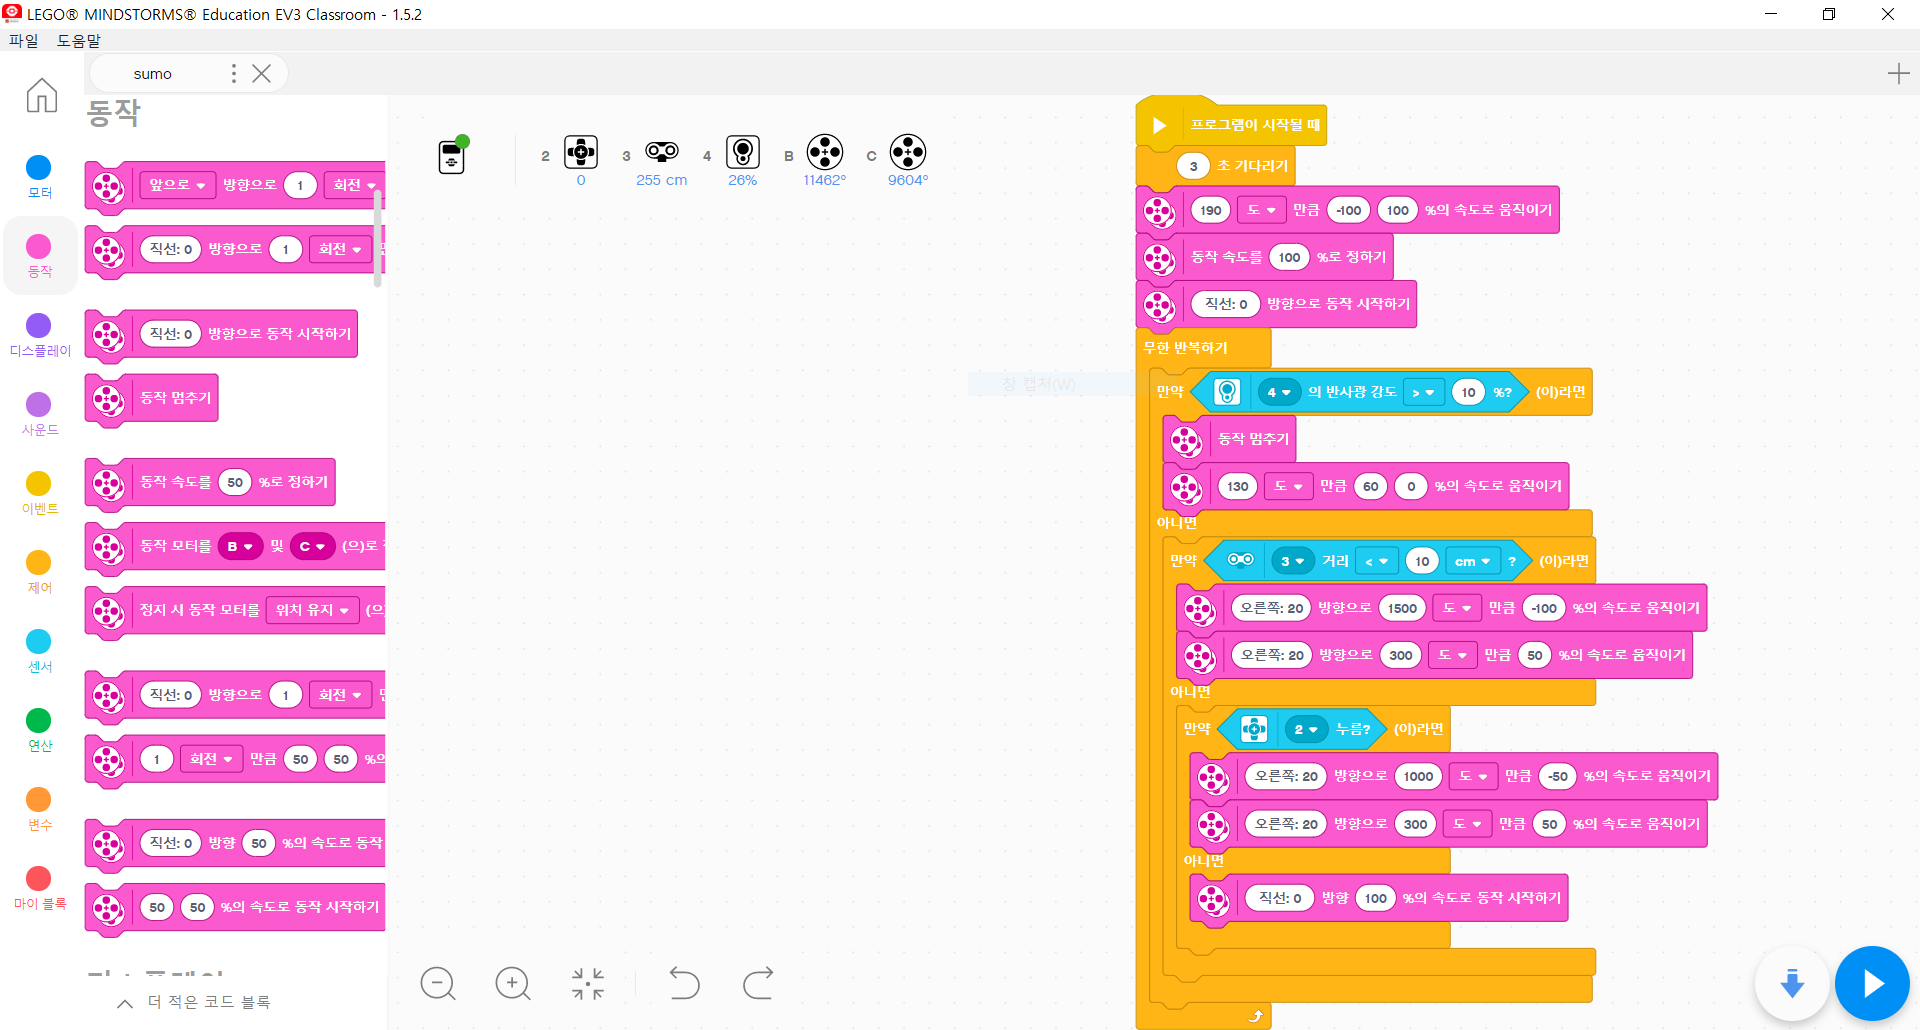 LEGO® MINDSTORMS® Education EV3 Classroom - 1.5.2
파일 도움말
sumo
동작
모터
동작
디스플레이
사운드
이벤트
제어
센서
연산
변수
마이 블록
앞으로 방향으로 1 회전
직선: 0 방향으로 1 회전
직선: 0 방향으로 동작 시작하기
동작 멈추기
동작 속도를 50 %로 정하기
동작 모터를 B 및 C (으)로
정지 시 동작 모터를 위치 유지 (으
직선: 0 방향으로 1 회전
1 회전 만큼 50 50 %의
직선: 0 방향 50 %의 속도로 동작
50 50 %의 속도로 동작 시작하기
더 적은 코드 블록
2 3 4 B C
0 255 cm 26% 11462° 9604°
창 캡처(W)
프로그램이 시작될 때
3 초 기다리기
190 도 만큼 -100 100 %의 속도로 움직이기
동작 속도를 100 %로 정하기
직선: 0 방향으로 동작 시작하기
무한 반복하기
만약 4 의 반사광 강도 > 10 %? (이)라면
동작 멈추기
130 도 만큼 60 0 %의 속도로 움직이기
아니면
만약 3 거리 < 10 cm ? (이)라면
오른쪽: 20 방향으로 1500 도 만큼 -100 %의 속도로 움직이기
오른쪽: 20 방향으로 300 도 만큼 50 %의 속도로 움직이기
아니면
만약 2 누름? (이)라면
오른쪽: 20 방향으로 1000 도 만큼 -50 %의 속도로 움직이기
오른쪽: 20 방향으로 300 도 만큼 50 %의 속도로 움직이기
아니면
직선: 0 방향 100 %의 속도로 동작 시작하기